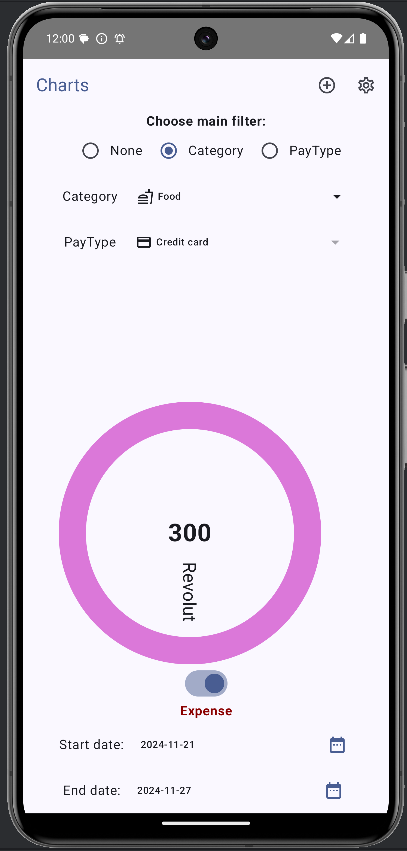 12:00
Charts
Choose main filter:
None Category PayType
Category Food
PayType Credit card
300
Revolut
Expense
Start date: 2024-11-21
End date: 2024-11-27